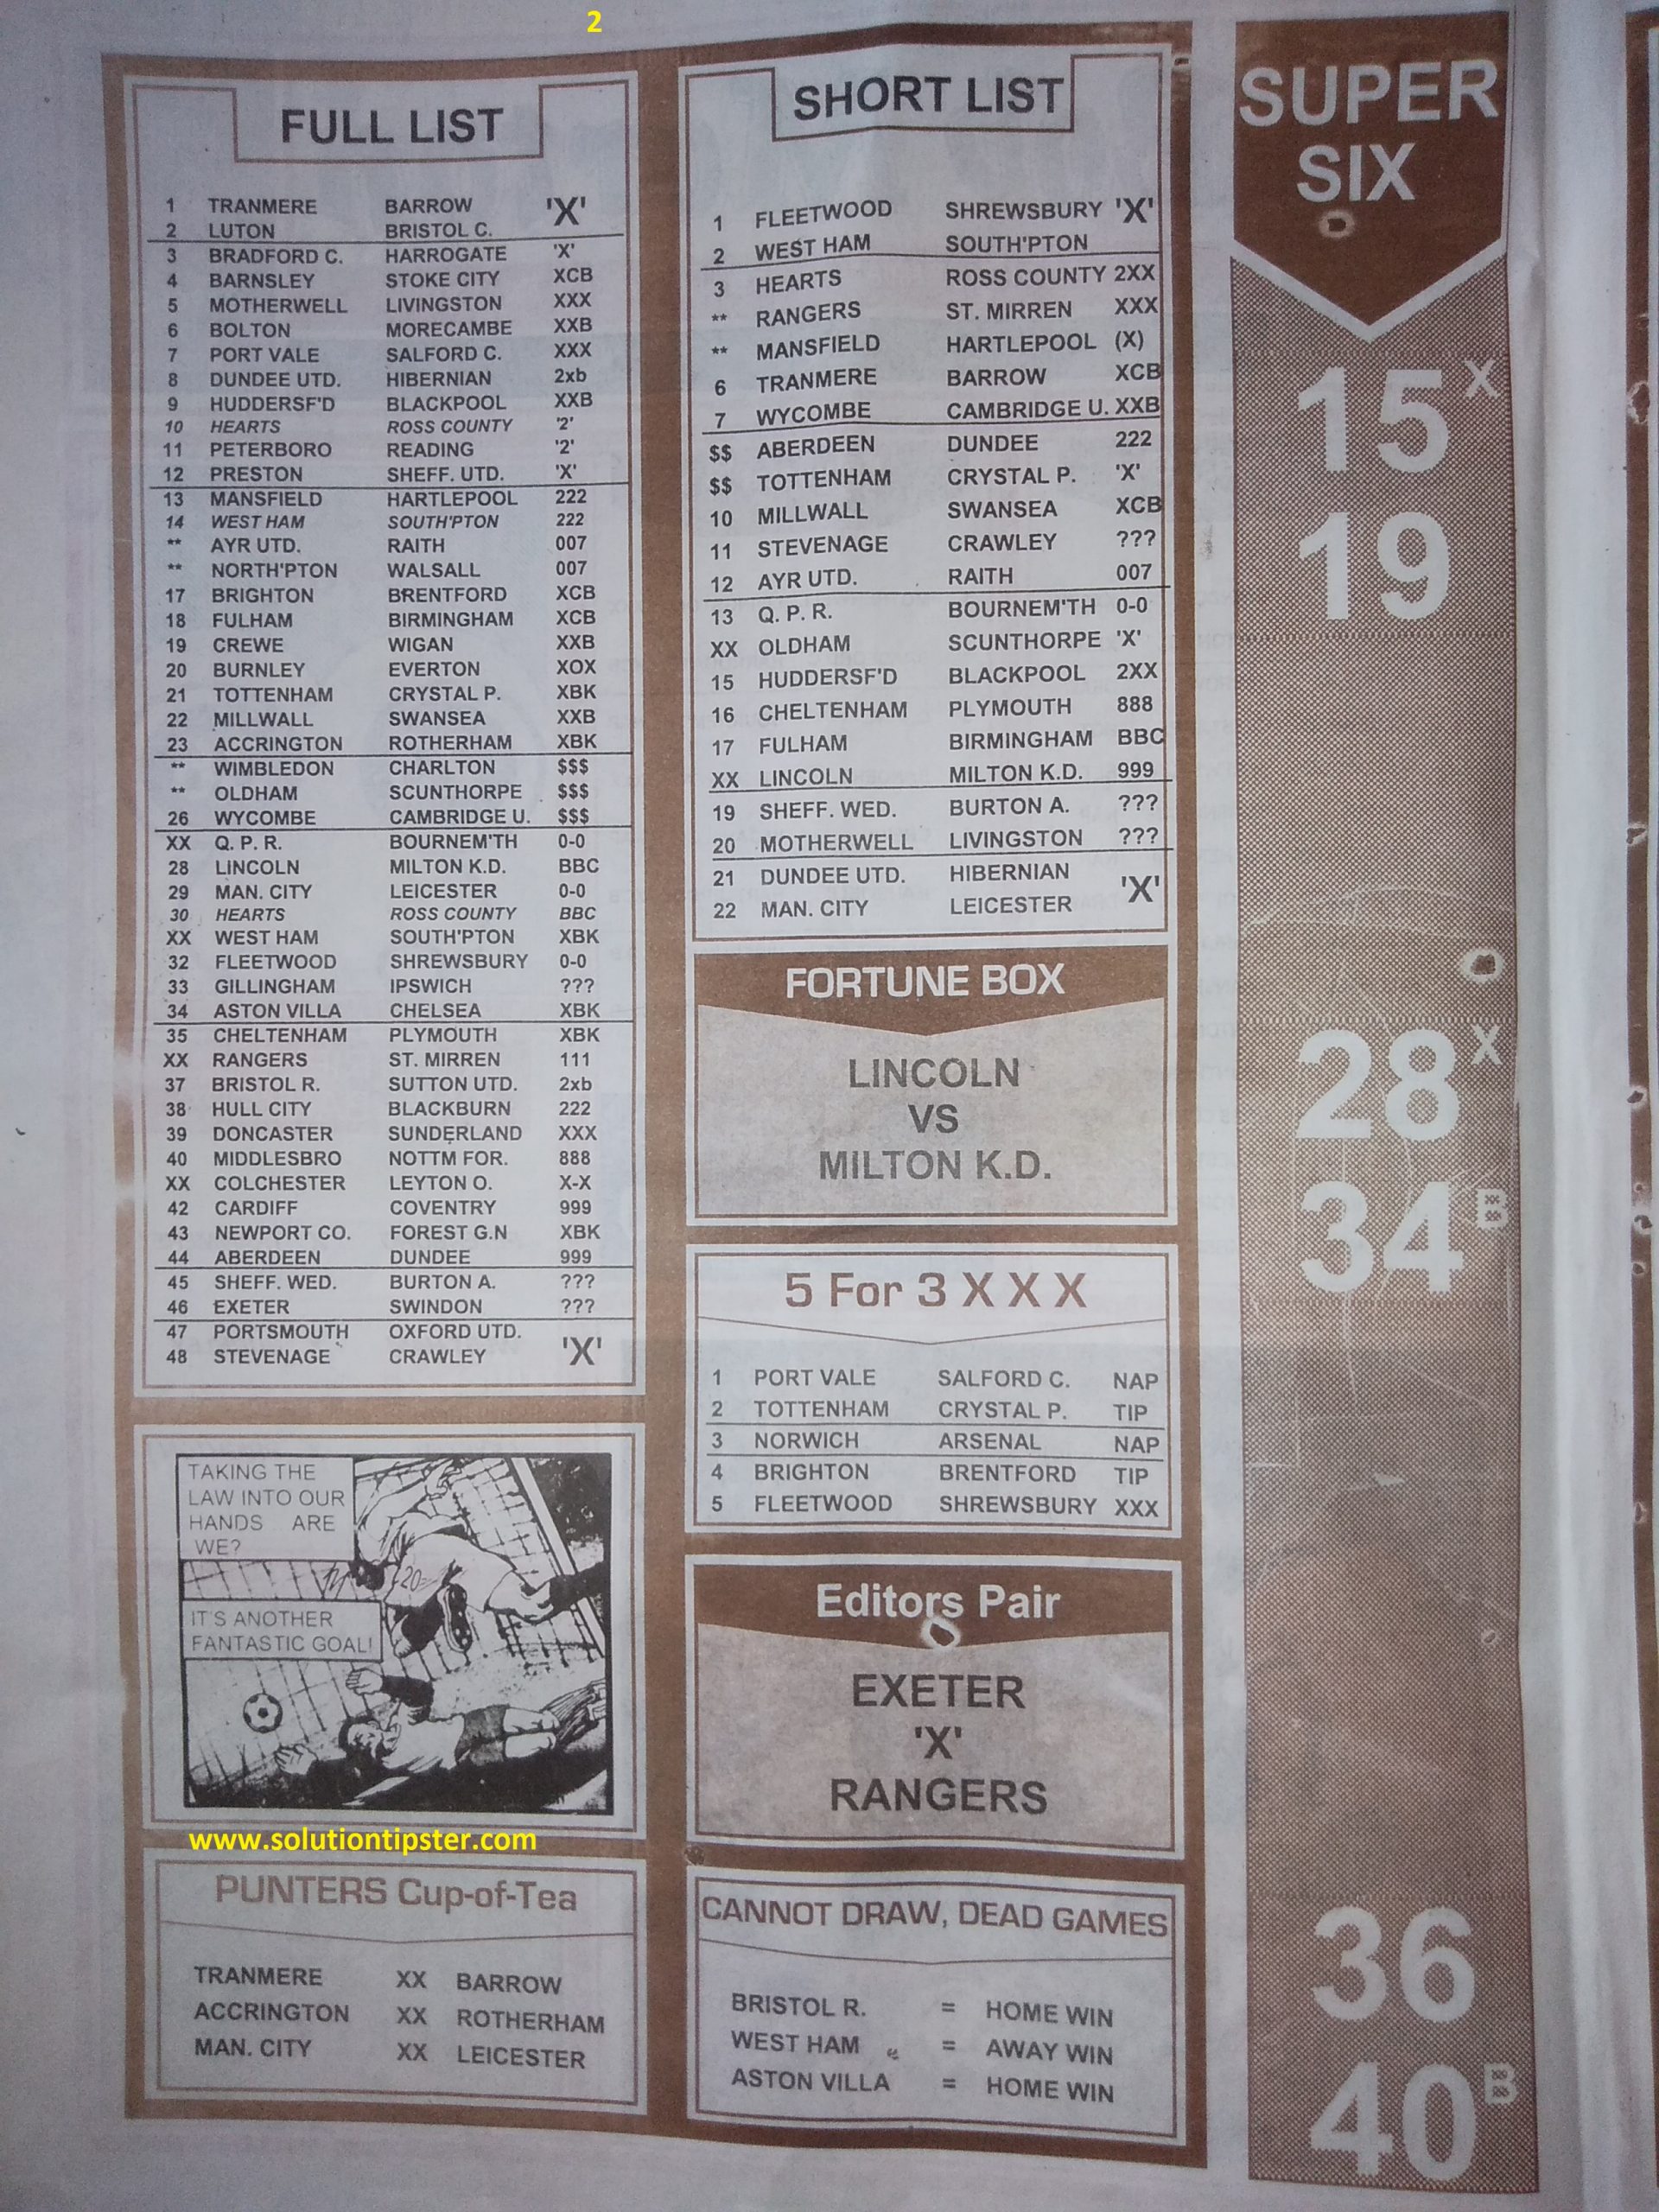 2
FULL LIST
1 TRANMERE BARROW 'X'
2 LUTON BRISTOL C.
3 BRADFORD C. HARROGATE 'X'
4 BARNSLEY STOKE CITY XCB
5 MOTHERWELL LIVINGSTON XXX
6 BOLTON MORECAMBE XXB
7 PORT VALE SALFORD C. XXX
8 DUNDEE UTD. HIBERNIAN 2xb
9 HUDDERSF'D BLACKPOOL XXB
10 HEARTS ROSS COUNTY '2'
11 PETERBORO READING '2'
12 PRESTON SHEFF. UTD. 'X'
13 MANSFIELD HARTLEPOOL 222
14 WEST HAM SOUTH'PTON 222
** AYR UTD. RAITH 007
** NORTH'PTON WALSALL 007
17 BRIGHTON BRENTFORD XCB
18 FULHAM BIRMINGHAM XCB
19 CREWE WIGAN XXB
20 BURNLEY EVERTON XOX
21 TOTTENHAM CRYSTAL P. XBK
22 MILLWALL SWANSEA XXB
23 ACCRINGTON ROTHERHAM XBK
** WIMBLEDON CHARLTON $$$
** OLDHAM SCUNTHORPE $$$
26 WYCOMBE CAMBRIDGE U. $$$
XX Q. P. R. BOURNEM'TH 0-0
28 LINCOLN MILTON K.D. BBC
29 MAN. CITY LEICESTER 0-0
30 HEARTS ROSS COUNTY BBC
XX WEST HAM SOUTH'PTON XBK
32 FLEETWOOD SHREWSBURY 0-0
33 GILLINGHAM IPSWICH ???
34 ASTON VILLA CHELSEA XBK
35 CHELTENHAM PLYMOUTH XBK
XX RANGERS ST. MIRREN 111
37 BRISTOL R. SUTTON UTD. 2xb
38 HULL CITY BLACKBURN 222
39 DONCASTER SUNDERLAND XXX
40 MIDDLESBRO NOTTM FOR. 888
XX COLCHESTER LEYTON O. X-X
42 CARDIFF COVENTRY 999
43 NEWPORT CO. FOREST G.N XBK
44 ABERDEEN DUNDEE 999
45 SHEFF. WED. BURTON A. ???
46 EXETER SWINDON ???
47 PORTSMOUTH OXFORD UTD. 'X'
48 STEVENAGE CRAWLEY
TAKING THE
LAW INTO OUR
HANDS ARE
WE?
-20-
IT'S ANOTHER
FANTASTIC GOAL!
www.solutiontipster.com
PUNTERS Cup-of-Tea
TRANMERE XX BARROW
ACCRINGTON XX ROTHERHAM
MAN. CITY XX LEICESTER
SHORT LIST
1 FLEETWOOD SHREWSBURY 'X'
2 WEST HAM SOUTH'PTON
3 HEARTS ROSS COUNTY 2XX
** RANGERS ST. MIRREN XXX
** MANSFIELD HARTLEPOOL (X)
6 TRANMERE BARROW XCB
7 WYCOMBE CAMBRIDGE U. XXB
$$ ABERDEEN DUNDEE 222
$$ TOTTENHAM CRYSTAL P. 'X'
10 MILLWALL SWANSEA XCB
11 STEVENAGE CRAWLEY ???
12 AYR UTD. RAITH 007
13 Q. P. R. BOURNEM'TH 0-0
XX OLDHAM SCUNTHORPE 'X'
15 HUDDERSF'D BLACKPOOL 2XX
16 CHELTENHAM PLYMOUTH 888
17 FULHAM BIRMINGHAM BBC
XX LINCOLN MILTON K.D. 999
19 SHEFF. WED. BURTON A. ???
20 MOTHERWELL LIVINGSTON ???
21 DUNDEE UTD. HIBERNIAN 'X'
22 MAN. CITY LEICESTER
FORTUNE BOX
LINCOLN
VS
MILTON K.D.
5 For 3 X X X
1 PORT VALE SALFORD C. NAP
2 TOTTENHAM CRYSTAL P. TIP
3 NORWICH ARSENAL NAP
4 BRIGHTON BRENTFORD TIP
5 FLEETWOOD SHREWSBURY XXX
Editors Pair
EXETER
'X'
RANGERS
CANNOT DRAW, DEAD GAMES
BRISTOL R. = HOME WIN
WEST HAM = AWAY WIN
ASTON VILLA = HOME WIN
SUPER
SIX
15X
19
28X
34B
36
40B